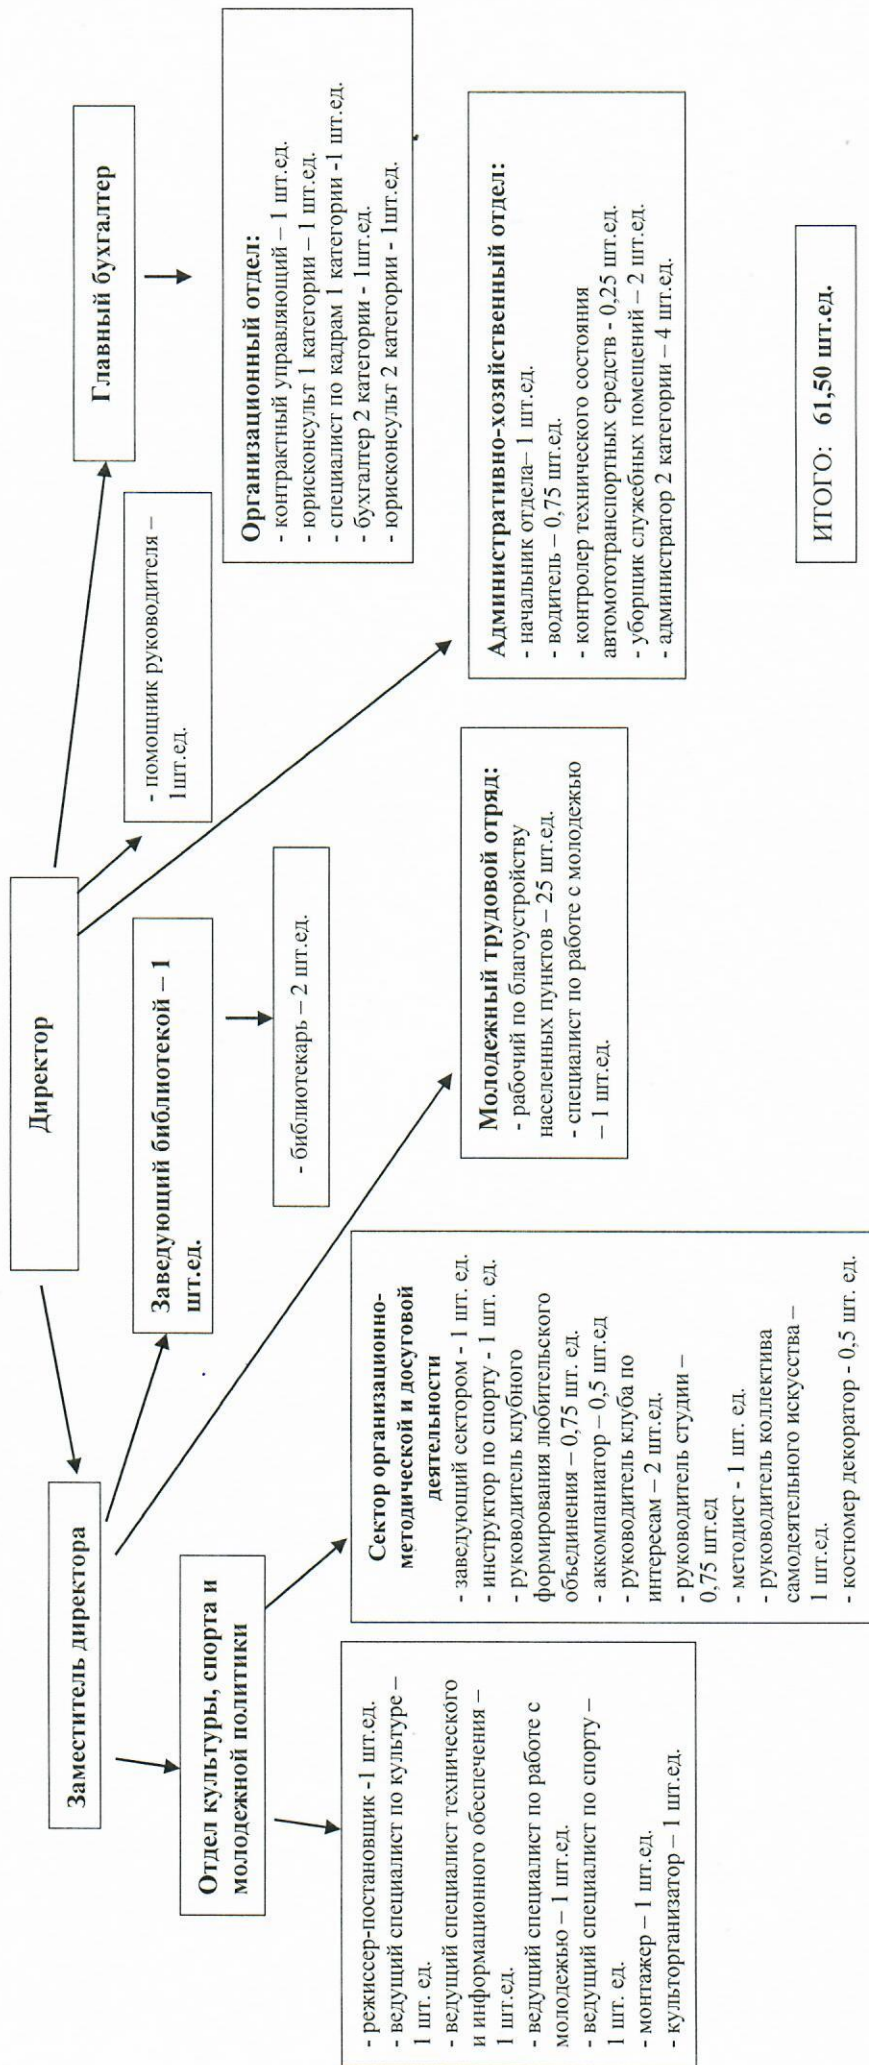 Директор
Заместитель директора
Главный бухгалтер
Отдел культуры, спорта и
молодежной политики
Заведующий библиотекой – 1
шт.ед.
- помощник руководителя –
1шт.ед.
- библиотекарь – 2 шт.ед.
Организационный отдел:
- контрактный управляющий – 1 шт.ед.
- юрисконсульт 1 категории – 1 шт.ед.
- специалист по кадрам 1 категории -1 шт.ед.
- бухгалтер 2 категории - 1шт.ед.
- юрисконсульт 2 категории - 1шт.ед.
- режиссер-постановщик -1 шт.ед.
- ведущий специалист по культуре –
1 шт. ед.
- ведущий специалист технического
и информационного обеспечения –
1 шт.ед.
- ведущий специалист по работе с
молодежью – 1 шт.ед.
- ведущий специалист по спорту –
1 шт. ед.
- монтажер – 1 шт.ед.
- культорганизатор – 1 шт.ед.
Сектор организационно-
методической и досуговой
деятельности
- заведующий сектором - 1 шт. ед.
- инструктор по спорту - 1 шт. ед.
- руководитель клубного
формирования любительского
объединения – 0,75 шт. ед.
- аккомпаниатор – 0,5 шт.ед
- руководитель клуба по
интересам – 2 шт.ед.
- руководитель студии –
0,75 шт.ед
- методист - 1 шт. ед.
- руководитель коллектива
самодеятельного искусства –
1 шт.ед.
- костюмер декоратор - 0,5 шт. ед.
Молодежный трудовой отряд:
- рабочий по благоустройству
населенных пунктов – 25 шт.ед.
- специалист по работе с молодежью
– 1 шт.ед.
Административно-хозяйственный отдел:
- начальник отдела– 1 шт.ед.
- водитель – 0,75 шт.ед.
- контролер технического состояния
автомототранспортных средств - 0,25 шт.ед.
- уборщик служебных помещений – 2 шт.ед.
- администратор 2 категории – 4 шт.ед.
ИТОГО: 61,50 шт.ед.